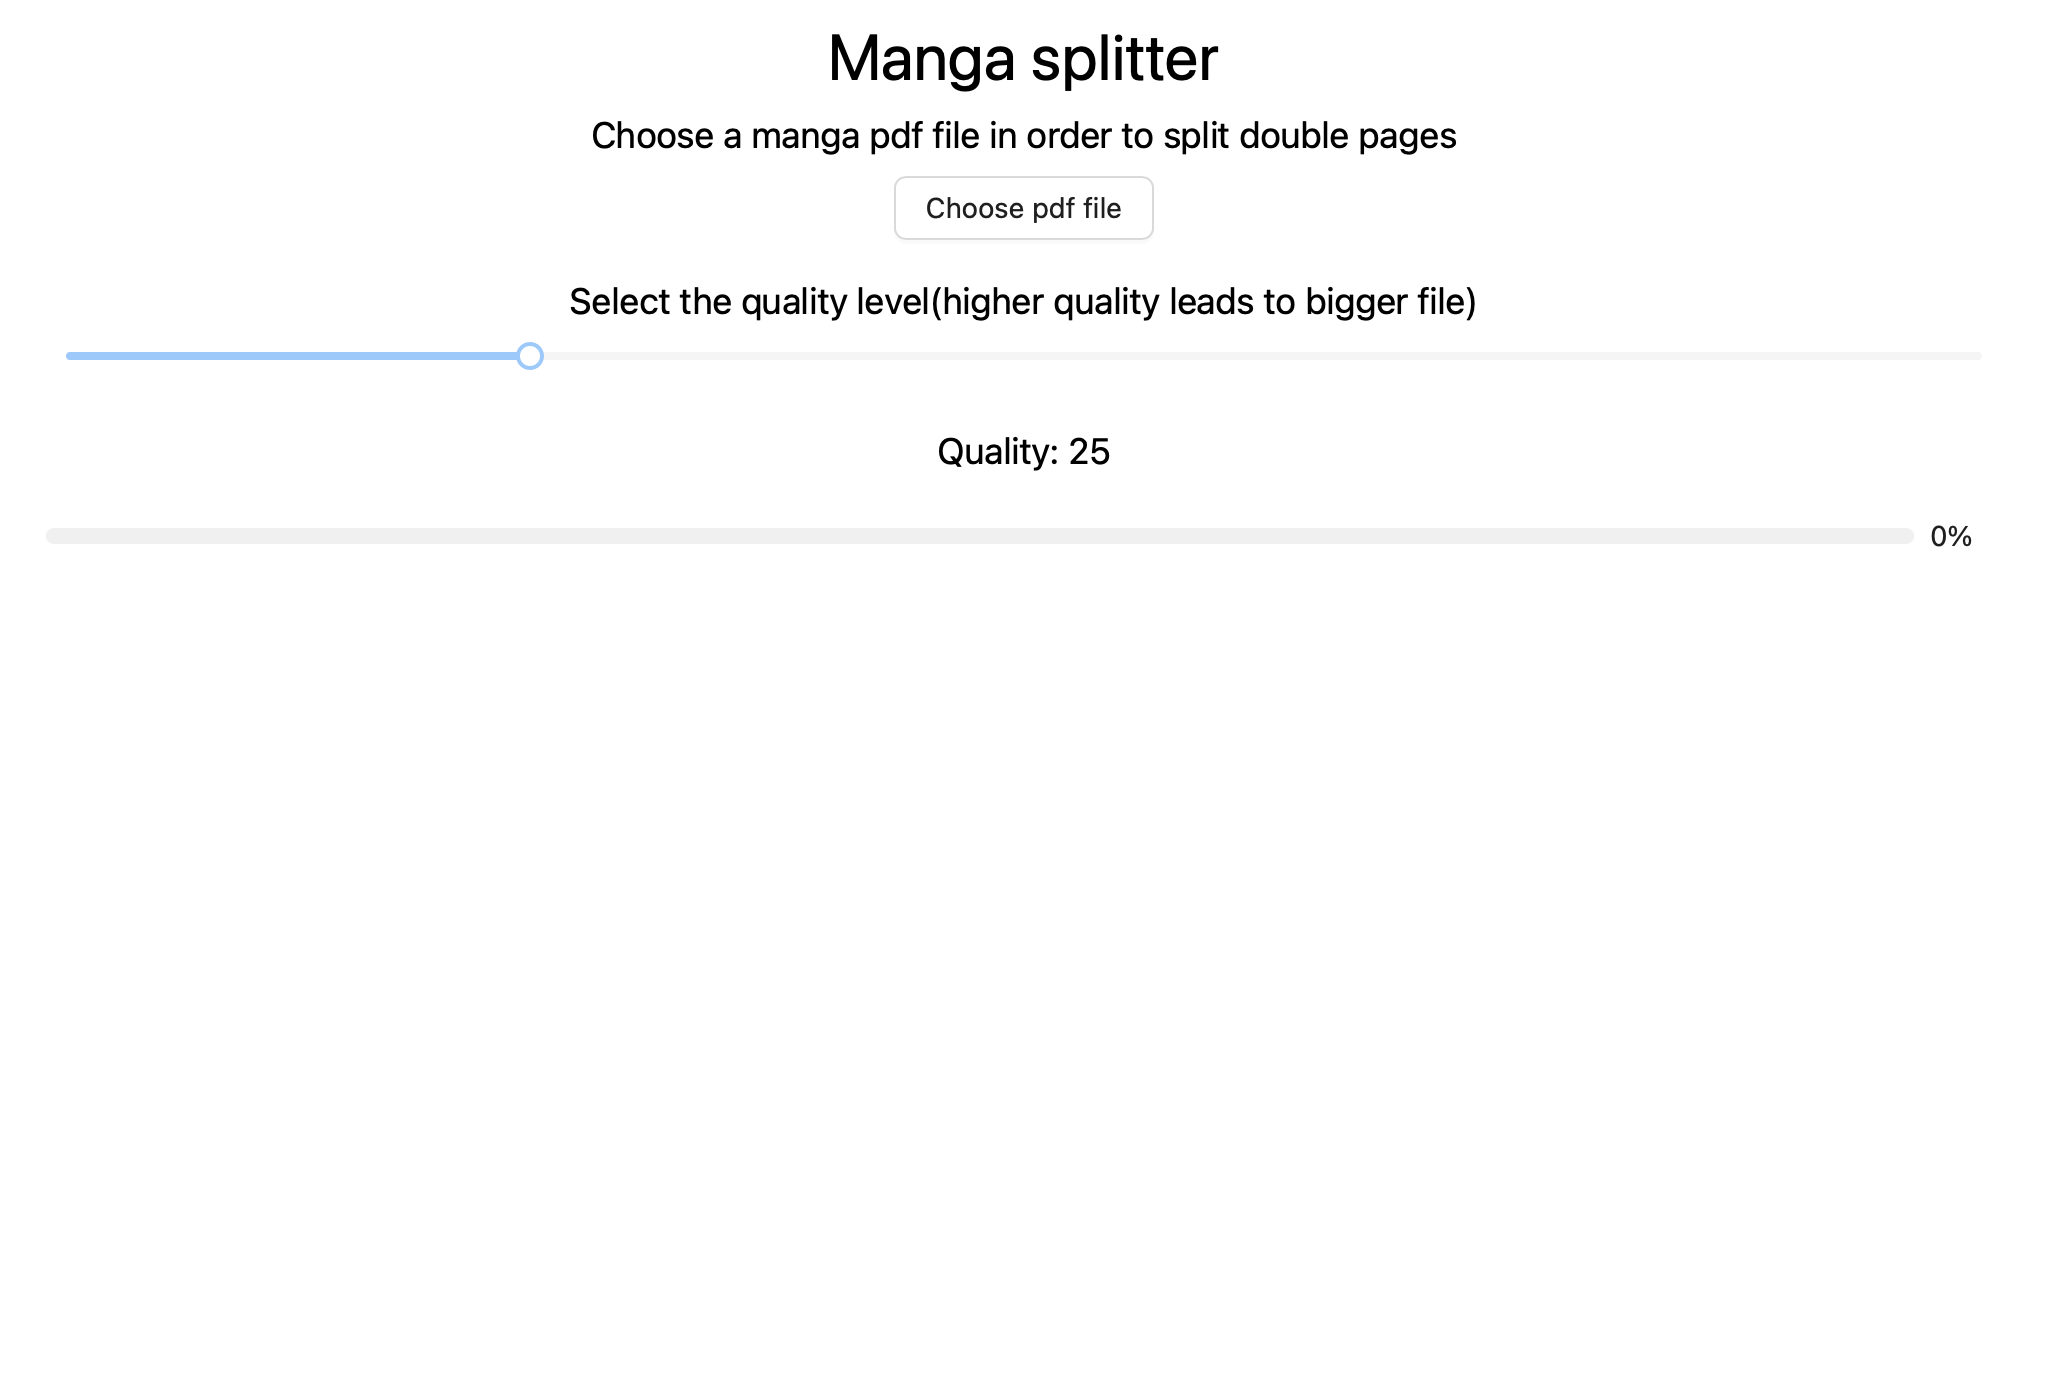 Manga splitter
Choose a manga pdf file in order to split double pages
Choose pdf file
Select the quality level(higher quality leads to bigger file)
Quality: 25
0%